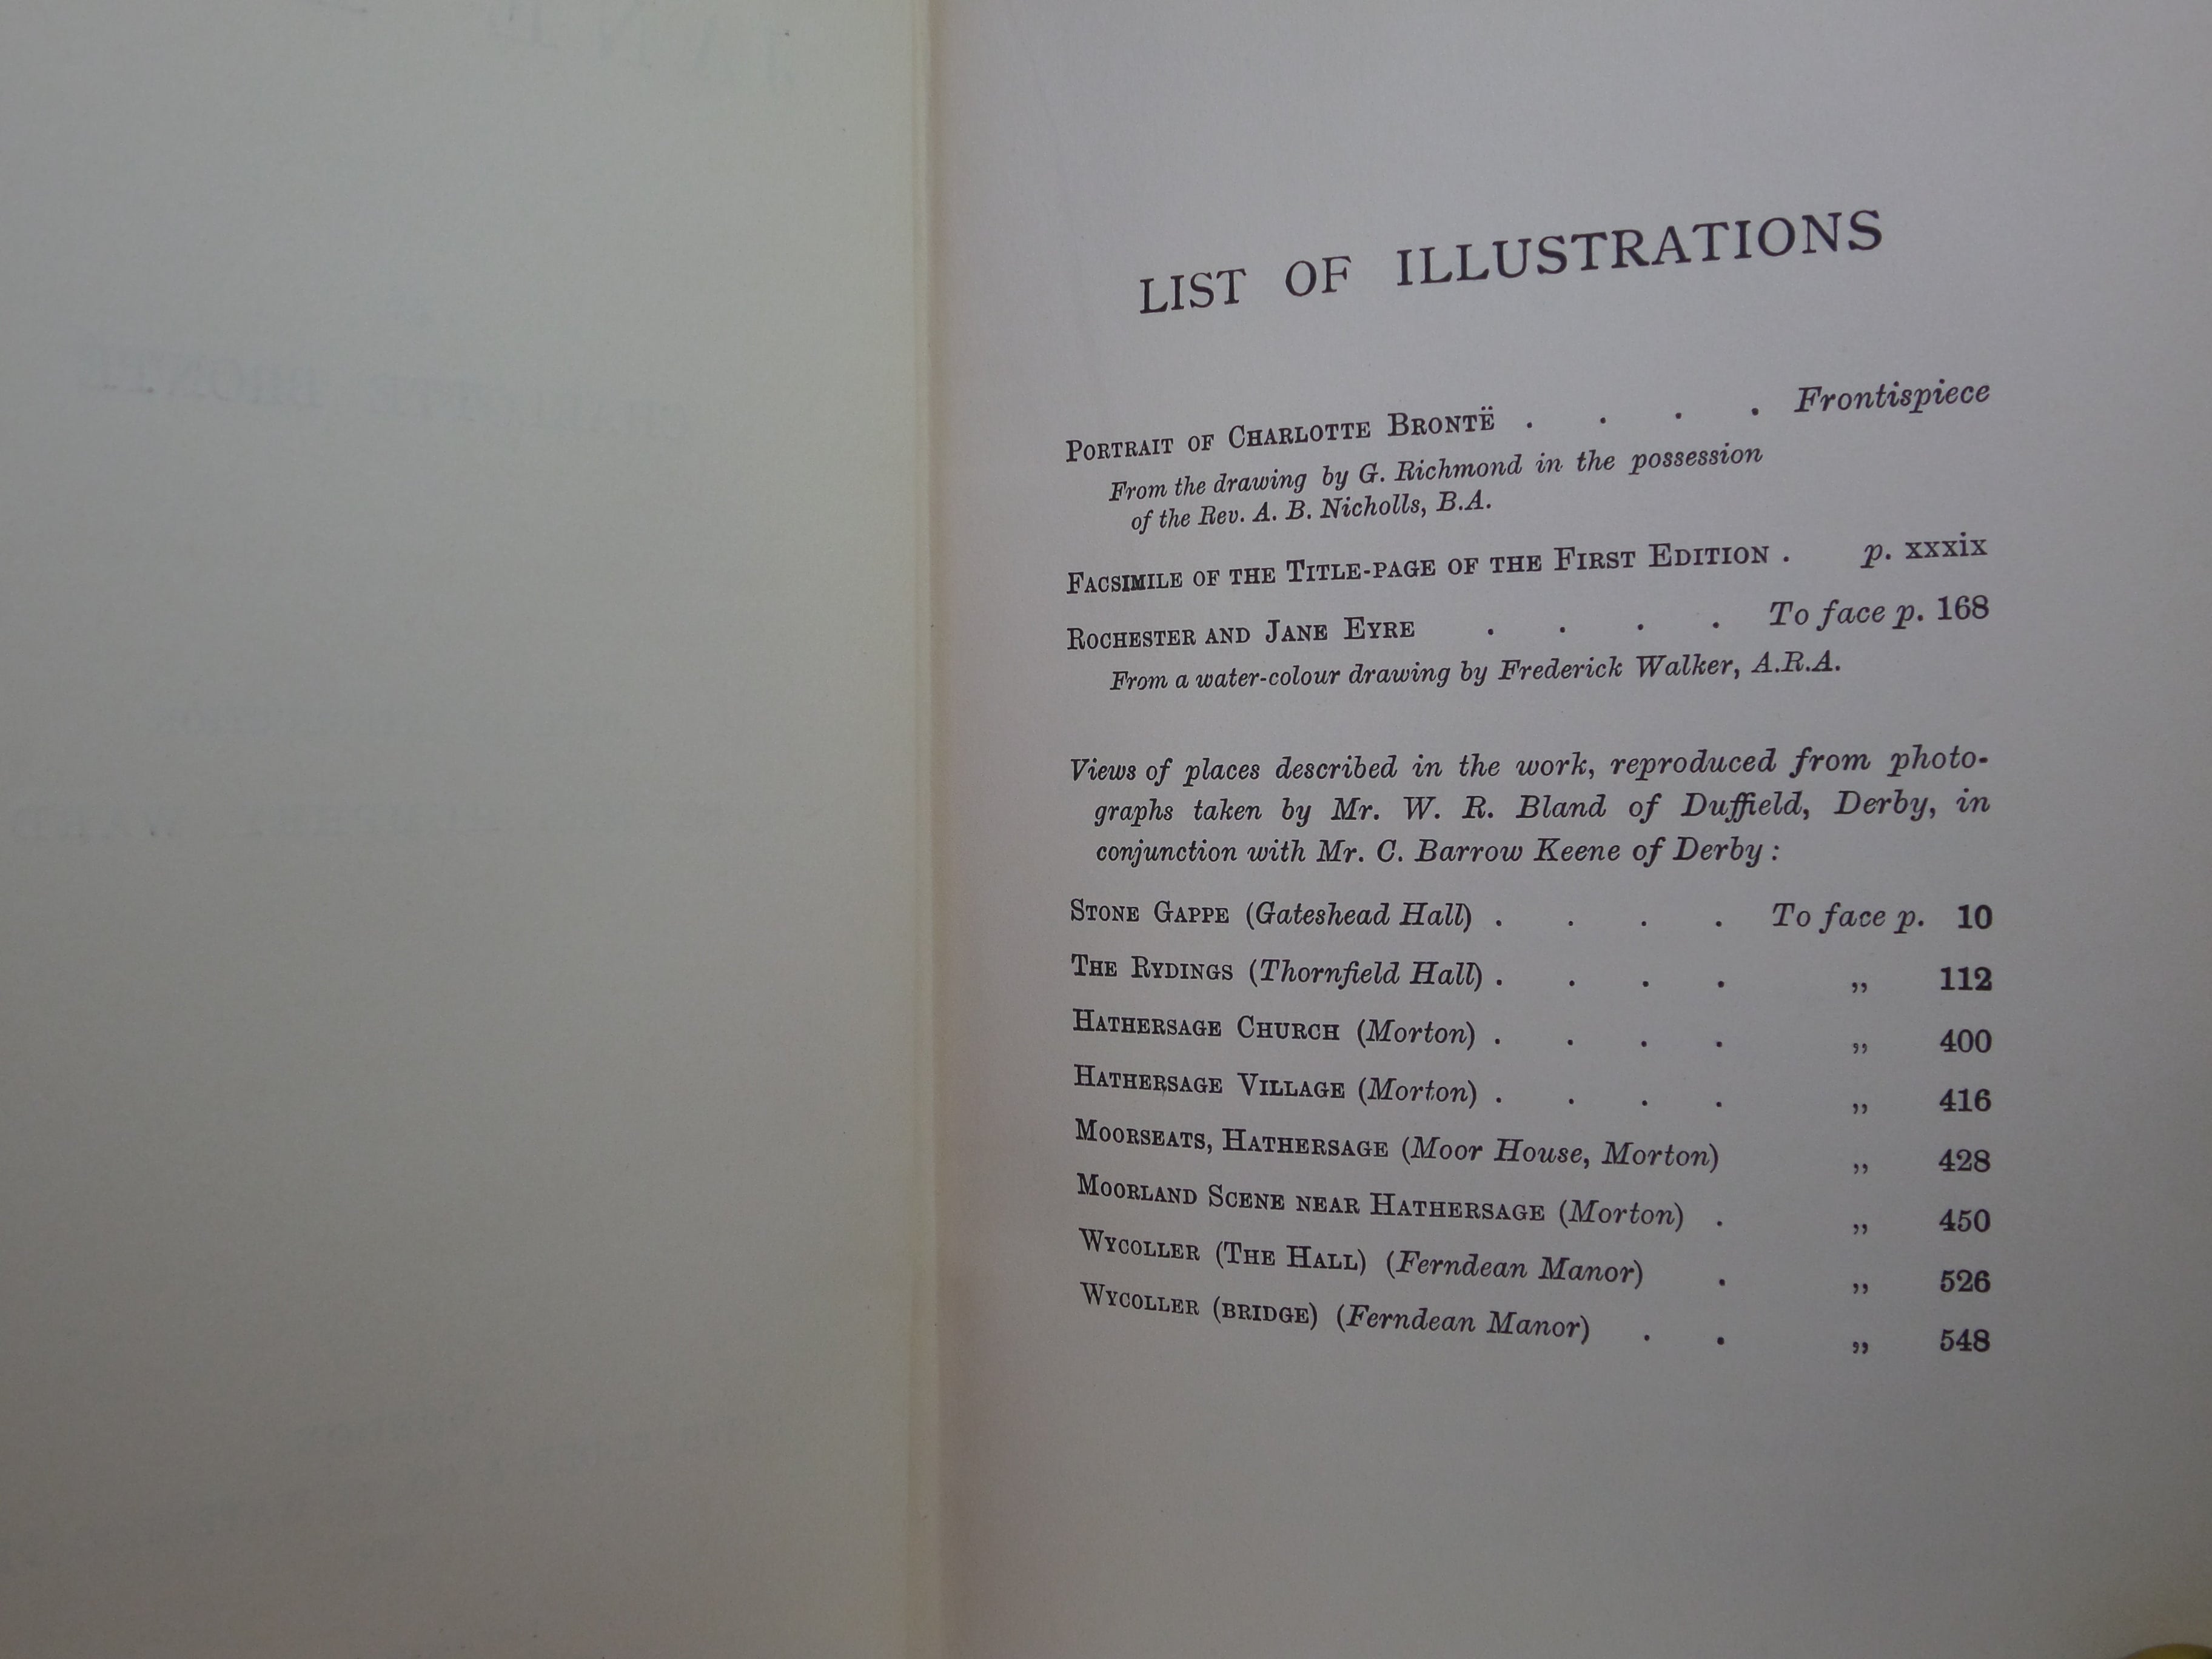 LIST OF ILLUSTRATIONS
PORTRAIT OF CHARLOTTE BRONTË . . . . Frontispiece
From the drawing by G. Richmond in the possession
of the Rev. A. B. Nicholls, B.A.
FACSIMILE OF THE TITLE-PAGE OF THE FIRST EDITION . p. xxxix
ROCHESTER AND JANE EYRE . . . . To face p. 168
From a water-colour drawing by Frederick Walker, A.R.A.
Views of places described in the work, reproduced from photo-
graphs taken by Mr. W. R. Bland of Duffield, Derby, in
conjunction with Mr. C. Barrow Keene of Derby :
STONE GAPPE (Gateshead Hall) . . . . To face p. 10
THE RYDINGS (Thornfield Hall) . . . . „ 112
HATHERSAGE CHURCH (Morton) . . . . „ 400
HATHERSAGE VILLAGE (Morton) . . . . „ 416
MOORSEATS, HATHERSAGE (Moor House, Morton) „ 428
MOORLAND SCENE NEAR HATHERSAGE (Morton) . „ 450
WYCOLLER (THE HALL) (Ferndean Manor) . „ 526
WYCOLLER (BRIDGE) (Ferndean Manor) . . „ 548